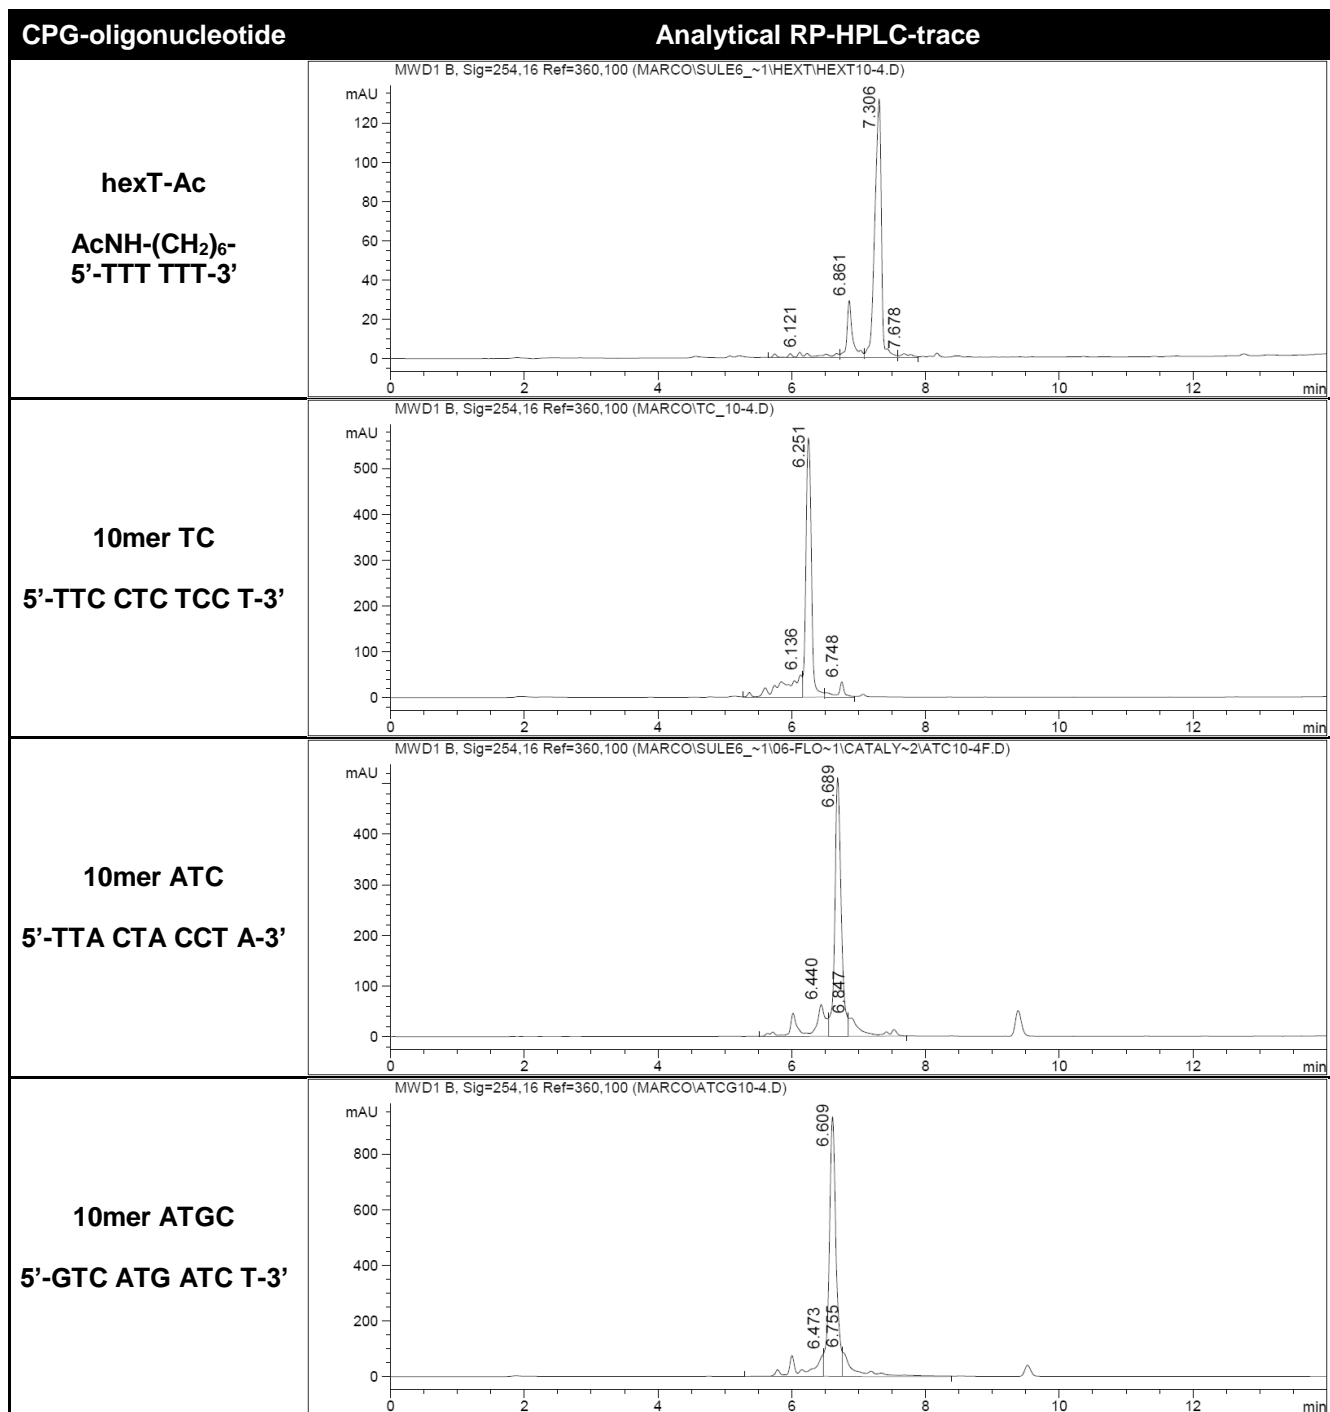 CPG-oligonucleotide
Analytical RP-HPLC-trace
hexT-Ac
AcNH-(CH₂)₆-
5’-TTT TTT-3’
MWD1 B, Sig=254,16 Ref=360,100 (MARCO\SULE6_~1\HEXT\HEXT10-4.D)
mAU
120
100
80
60
40
20
0
6.121
6.861
7.306
7.678
0 2 4 6 8 10 12 min
10mer TC
5’-TTC CTC TCC T-3’
MWD1 B, Sig=254,16 Ref=360,100 (MARCO\TC_10-4.D)
mAU
500
400
300
200
100
0
6.136
6.251
6.748
0 2 4 6 8 10 12 min
10mer ATC
5’-TTA CTA CCT A-3’
MWD1 B, Sig=254,16 Ref=360,100 (MARCO\SULE6_~1\06-FLO~1\CATALY~2\ATC10-4F.D)
mAU
400
300
200
100
0
6.440
6.689
6.847
0 2 4 6 8 10 12 min
10mer ATGC
5’-GTC ATG ATC T-3’
MWD1 B, Sig=254,16 Ref=360,100 (MARCO\ATCG10-4.D)
mAU
800
600
400
200
0
6.473
6.609
6.755
0 2 4 6 8 10 12 min